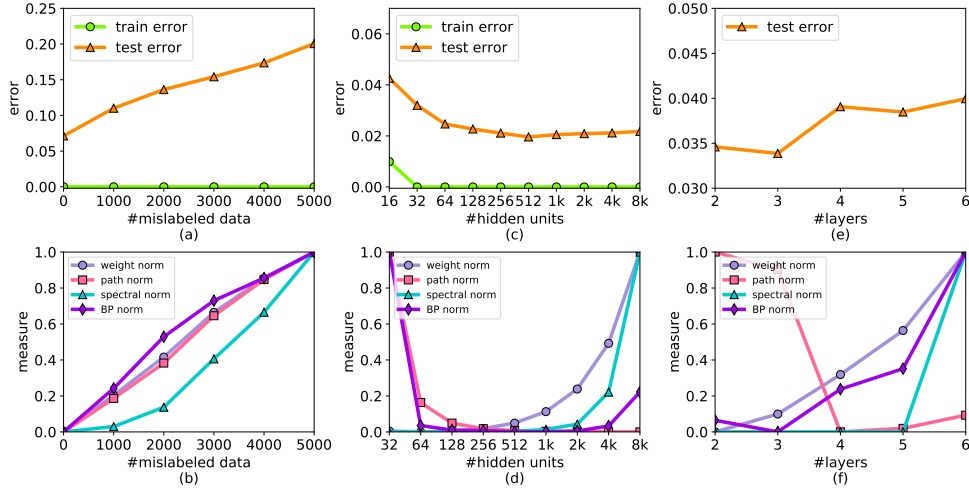 0.25
0.20
0.15
0.10
0.05
0.00
error
train error
test error
0 1000 2000 3000 4000 5000
#mislabeled data
(a)
0.06
0.04
0.02
0.00
error
train error
test error
16 32 64 128 256 512 1k 2k 4k 8k
#hidden units
(c)
0.050
0.045
0.040
0.035
0.030
error
test error
2 3 4 5 6
#layers
(e)
1.0
0.8
0.6
0.4
0.2
0.0
measure
weight norm
path norm
spectral norm
BP norm
0 1000 2000 3000 4000 5000
#mislabeled data
(b)
1.0
0.8
0.6
0.4
0.2
0.0
measure
weight norm
path norm
spectral norm
BP norm
32 64 128 256 512 1k 2k 4k 8k
#hidden units
(d)
1.0
0.8
0.6
0.4
0.2
0.0
measure
weight norm
path norm
spectral norm
BP norm
2 3 4 5 6
#layers
(f)